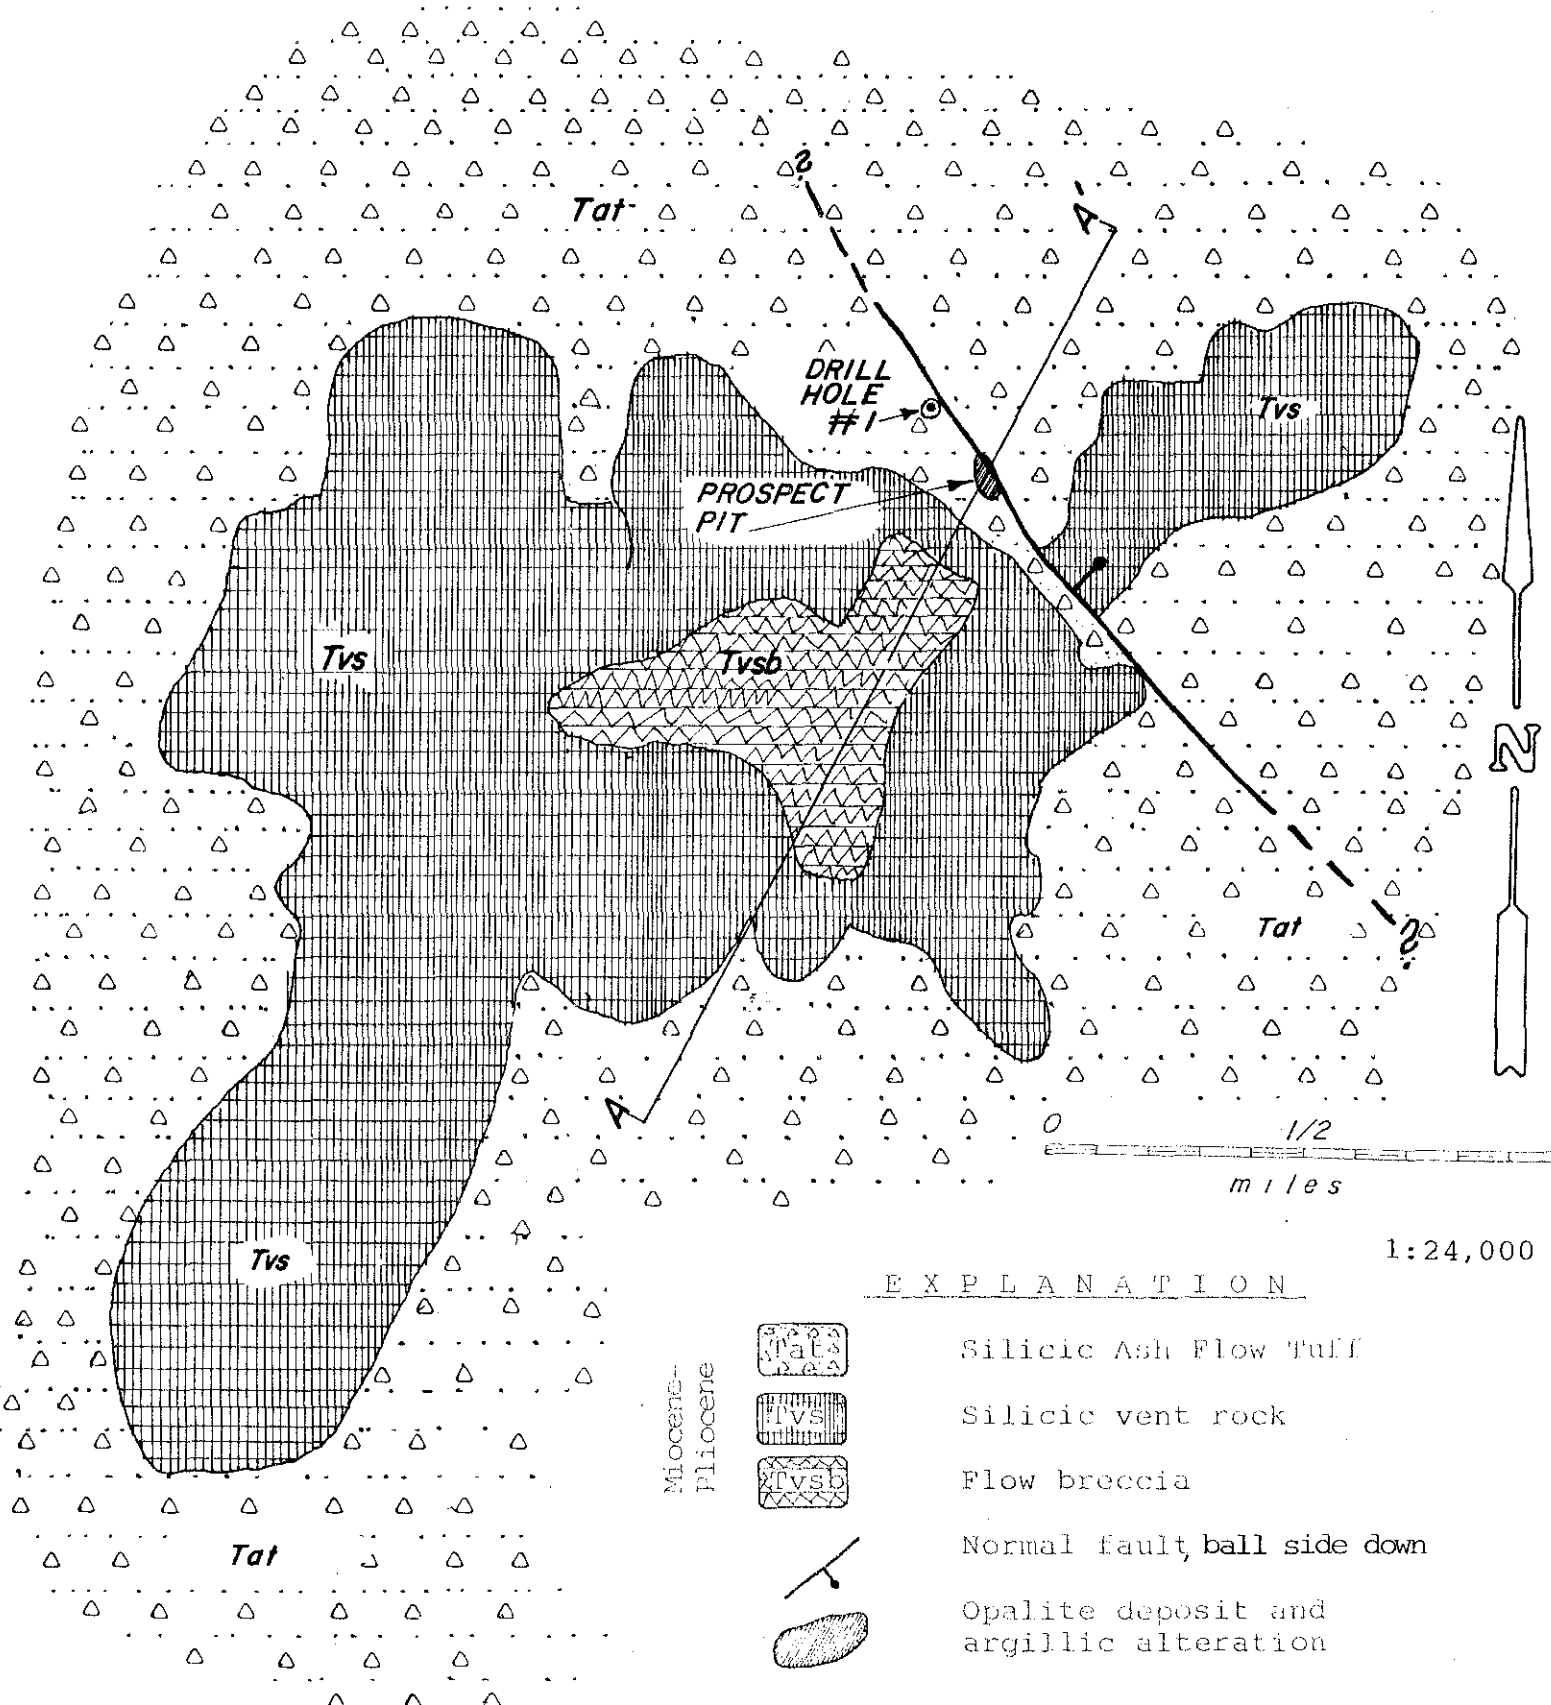 ?
Tat
A'
DRILL
HOLE
#1
Tvs
PROSPECT
PIT
Tvs
Tvsb
N
Tat
?
A
0 1/2
miles
1:24,000
Tvs
EXPLANATION
Miocene-
Pliocene
Tat Silicic Ash Flow Tuff
Tvs Silicic vent rock
Tvsb Flow breccia
Normal fault, ball side down
Opalite deposit and
argillic alteration
Tat